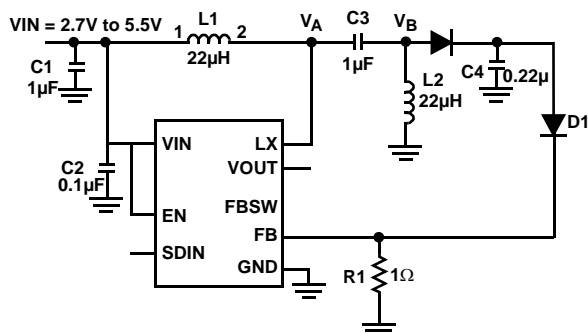 VIN = 2.7V to 5.5V
1
L1
2
22µH
VA
C3
1µF
VB
C1
1µF
L2
22µH
C4
0.22µ
D1
C2
0.1µF
VIN
LX
VOUT
FBSW
EN
FB
SDIN
GND
R1
1Ω